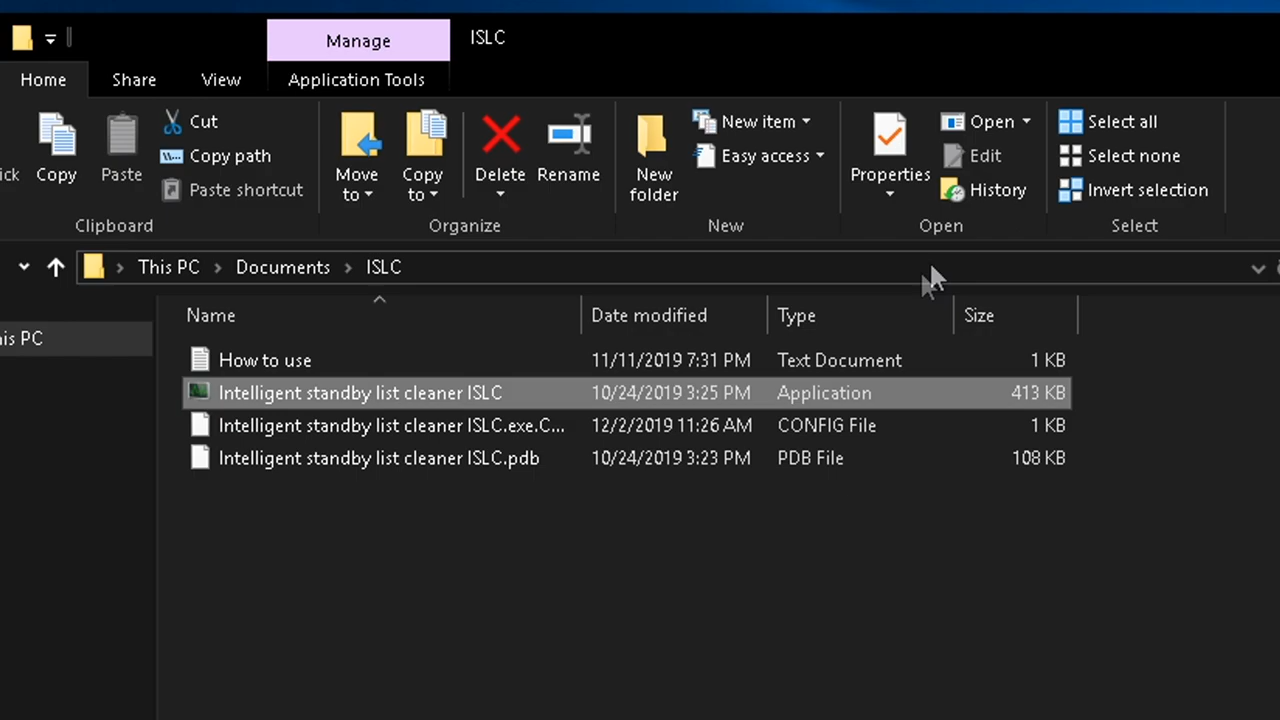 Manage
ISLC
Home Share View Application Tools
ick
Copy
Paste
Cut
Copy path
Paste shortcut
Clipboard
Move to
Copy to
Delete
Rename
Organize
New folder
New item
Easy access
New
Properties
Open
Edit
History
Open
Select all
Select none
Invert selection
Select
This PC > Documents > ISLC
his PC
Name Date modified Type Size
How to use 11/11/2019 7:31 PM Text Document 1 KB
Intelligent standby list cleaner ISLC 10/24/2019 3:25 PM Application 413 KB
Intelligent standby list cleaner ISLC.exe.C... 12/2/2019 11:26 AM CONFIG File 1 KB
Intelligent standby list cleaner ISLC.pdb 10/24/2019 3:23 PM PDB File 108 KB